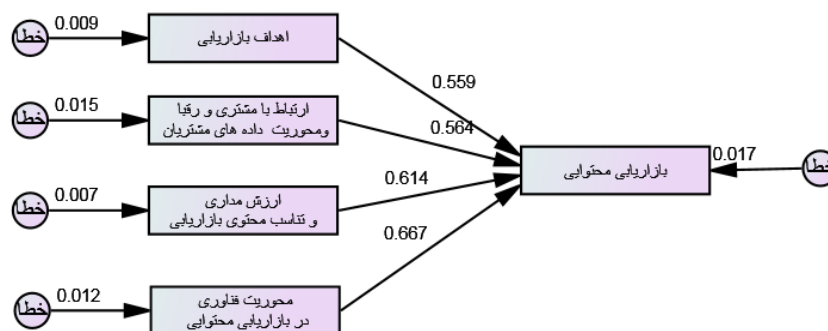 خطا
0.009
اهداف بازاریابی
0.559
خطا
0.015
ارتباط با مشتری و رقبا
ومحوریت داده های مشتریان
0.564
خطا
0.007
ارزش مداری
و تناسب محتوی بازاریابی
0.614
خطا
0.012
محوریت فناوری
در بازاریابی محتوایی
0.667
بازاریابی محتوایی
0.017
خطا